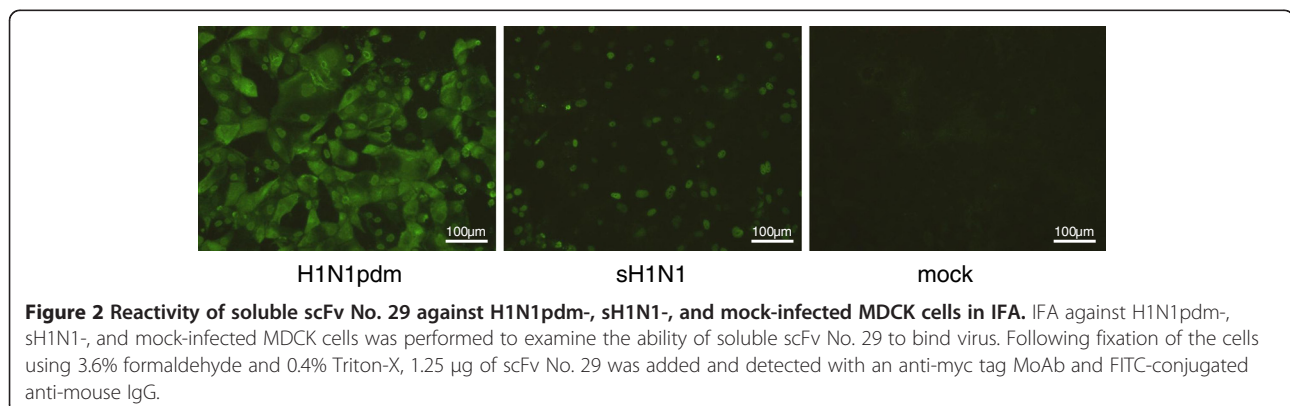 100µm
100µm
100µm
H1N1pdm
sH1N1
mock
Figure 2 Reactivity of soluble scFv No. 29 against H1N1pdm-, sH1N1-, and mock-infected MDCK cells in IFA. IFA against H1N1pdm-,
sH1N1-, and mock-infected MDCK cells was performed to examine the ability of soluble scFv No. 29 to bind virus. Following fixation of the cells
using 3.6% formaldehyde and 0.4% Triton-X, 1.25 µg of scFv No. 29 was added and detected with an anti-myc tag MoAb and FITC-conjugated
anti-mouse IgG.